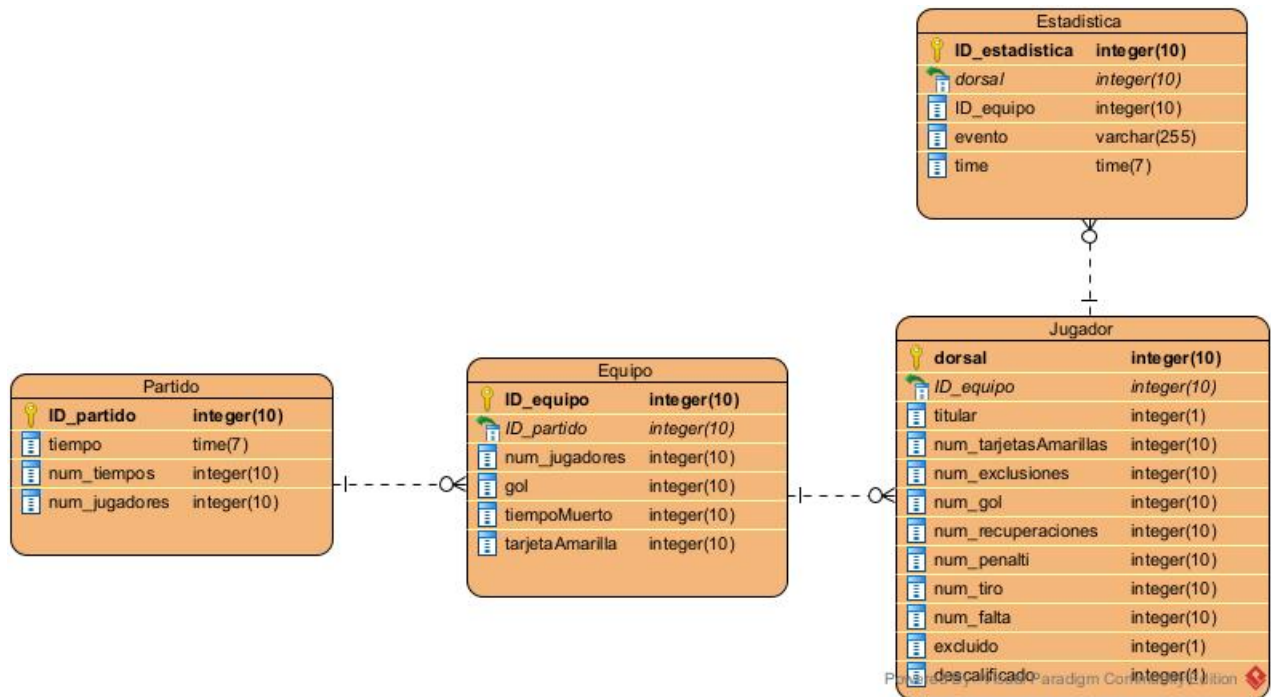 Estadistica
ID_estadistica integer(10)
dorsal integer(10)
ID_equipo integer(10)
evento varchar(255)
time time(7)
Partido
ID_partido integer(10)
tiempo time(7)
num_tiempos integer(10)
num_jugadores integer(10)
Equipo
ID_equipo integer(10)
ID_partido integer(10)
num_jugadores integer(10)
gol integer(10)
tiempoMuerto integer(10)
tarjetaAmarilla integer(10)
Jugador
dorsal integer(10)
ID_equipo integer(10)
titular integer(1)
num_tarjetasAmarillas integer(10)
num_exclusiones integer(10)
num_gol integer(10)
num_recuperaciones integer(10)
num_penalti integer(10)
num_tiro integer(10)
num_falta integer(10)
excluido integer(1)
descalificado integer(1)
Powered By Visual Paradigm Community Edition